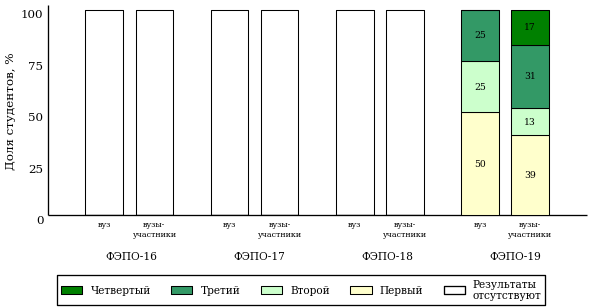 Доля студентов, %
100
75
50
25
0
25
25
50
17
31
13
39
вуз вузы-участники вуз вузы-участники вуз вузы-участники вуз вузы-участники
ФЭПО-16 ФЭПО-17 ФЭПО-18 ФЭПО-19
Четвертый Третий Второй Первый Результаты
отсутствуют